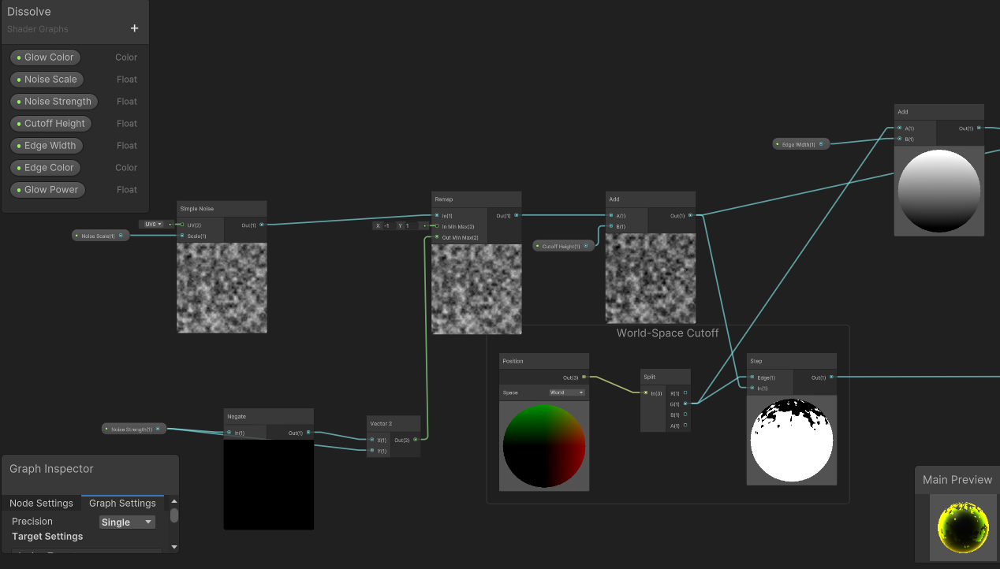 Dissolve
Shader Graphs
+
Glow Color Color
Noise Scale Float
Noise Strength Float
Cutoff Height Float
Edge Width Float
Edge Color Color
Glow Power Float
Noise Scale(1)
UV0
Simple Noise
UV(2) Out(1)
Scale(1)
X -1 Y 1
Remap
In(1) Out(1)
In Min Max(2)
Out Min Max(2)
Cutoff Height(1)
Add
A(1) Out(1)
B(1)
Edge Width(1)
Add
A(1) Out(1)
B(1)
Noise Strength(1)
Negate
In(1) Out(1)
Vector 2
X(1) Out(2)
Y(1)
World-Space Cutoff
Position
Out(3)
Space World
Split
In(3) R(1)
G(1)
B(1)
A(1)
Step
Edge(1) Out(1)
In(1)
Graph Inspector
Node Settings Graph Settings
Precision Single
Target Settings
Main Preview